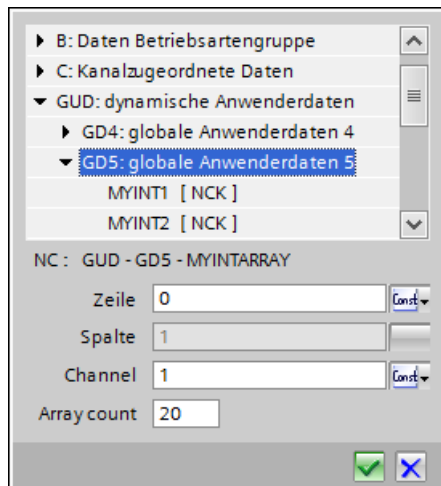 B: Daten Betriebsartengruppe
C: Kanalzugeordnete Daten
GUD: dynamische Anwenderdaten
GD4: globale Anwenderdaten 4
GD5: globale Anwenderdaten 5
MYINT1 [ NCK ]
MYINT2 [ NCK ]
NC : GUD - GD5 - MYINTARRAY
Zeile 0 Const
Spalte 1
Channel 1 Const
Array count 20